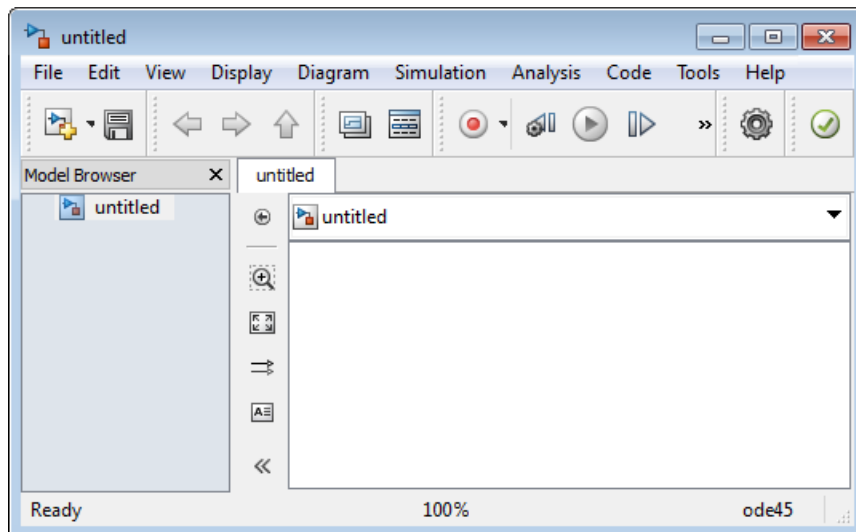 untitled
File Edit View Display Diagram Simulation Analysis Code Tools Help
»
Model Browser untitled
untitled untitled
A
Ready 100% ode45